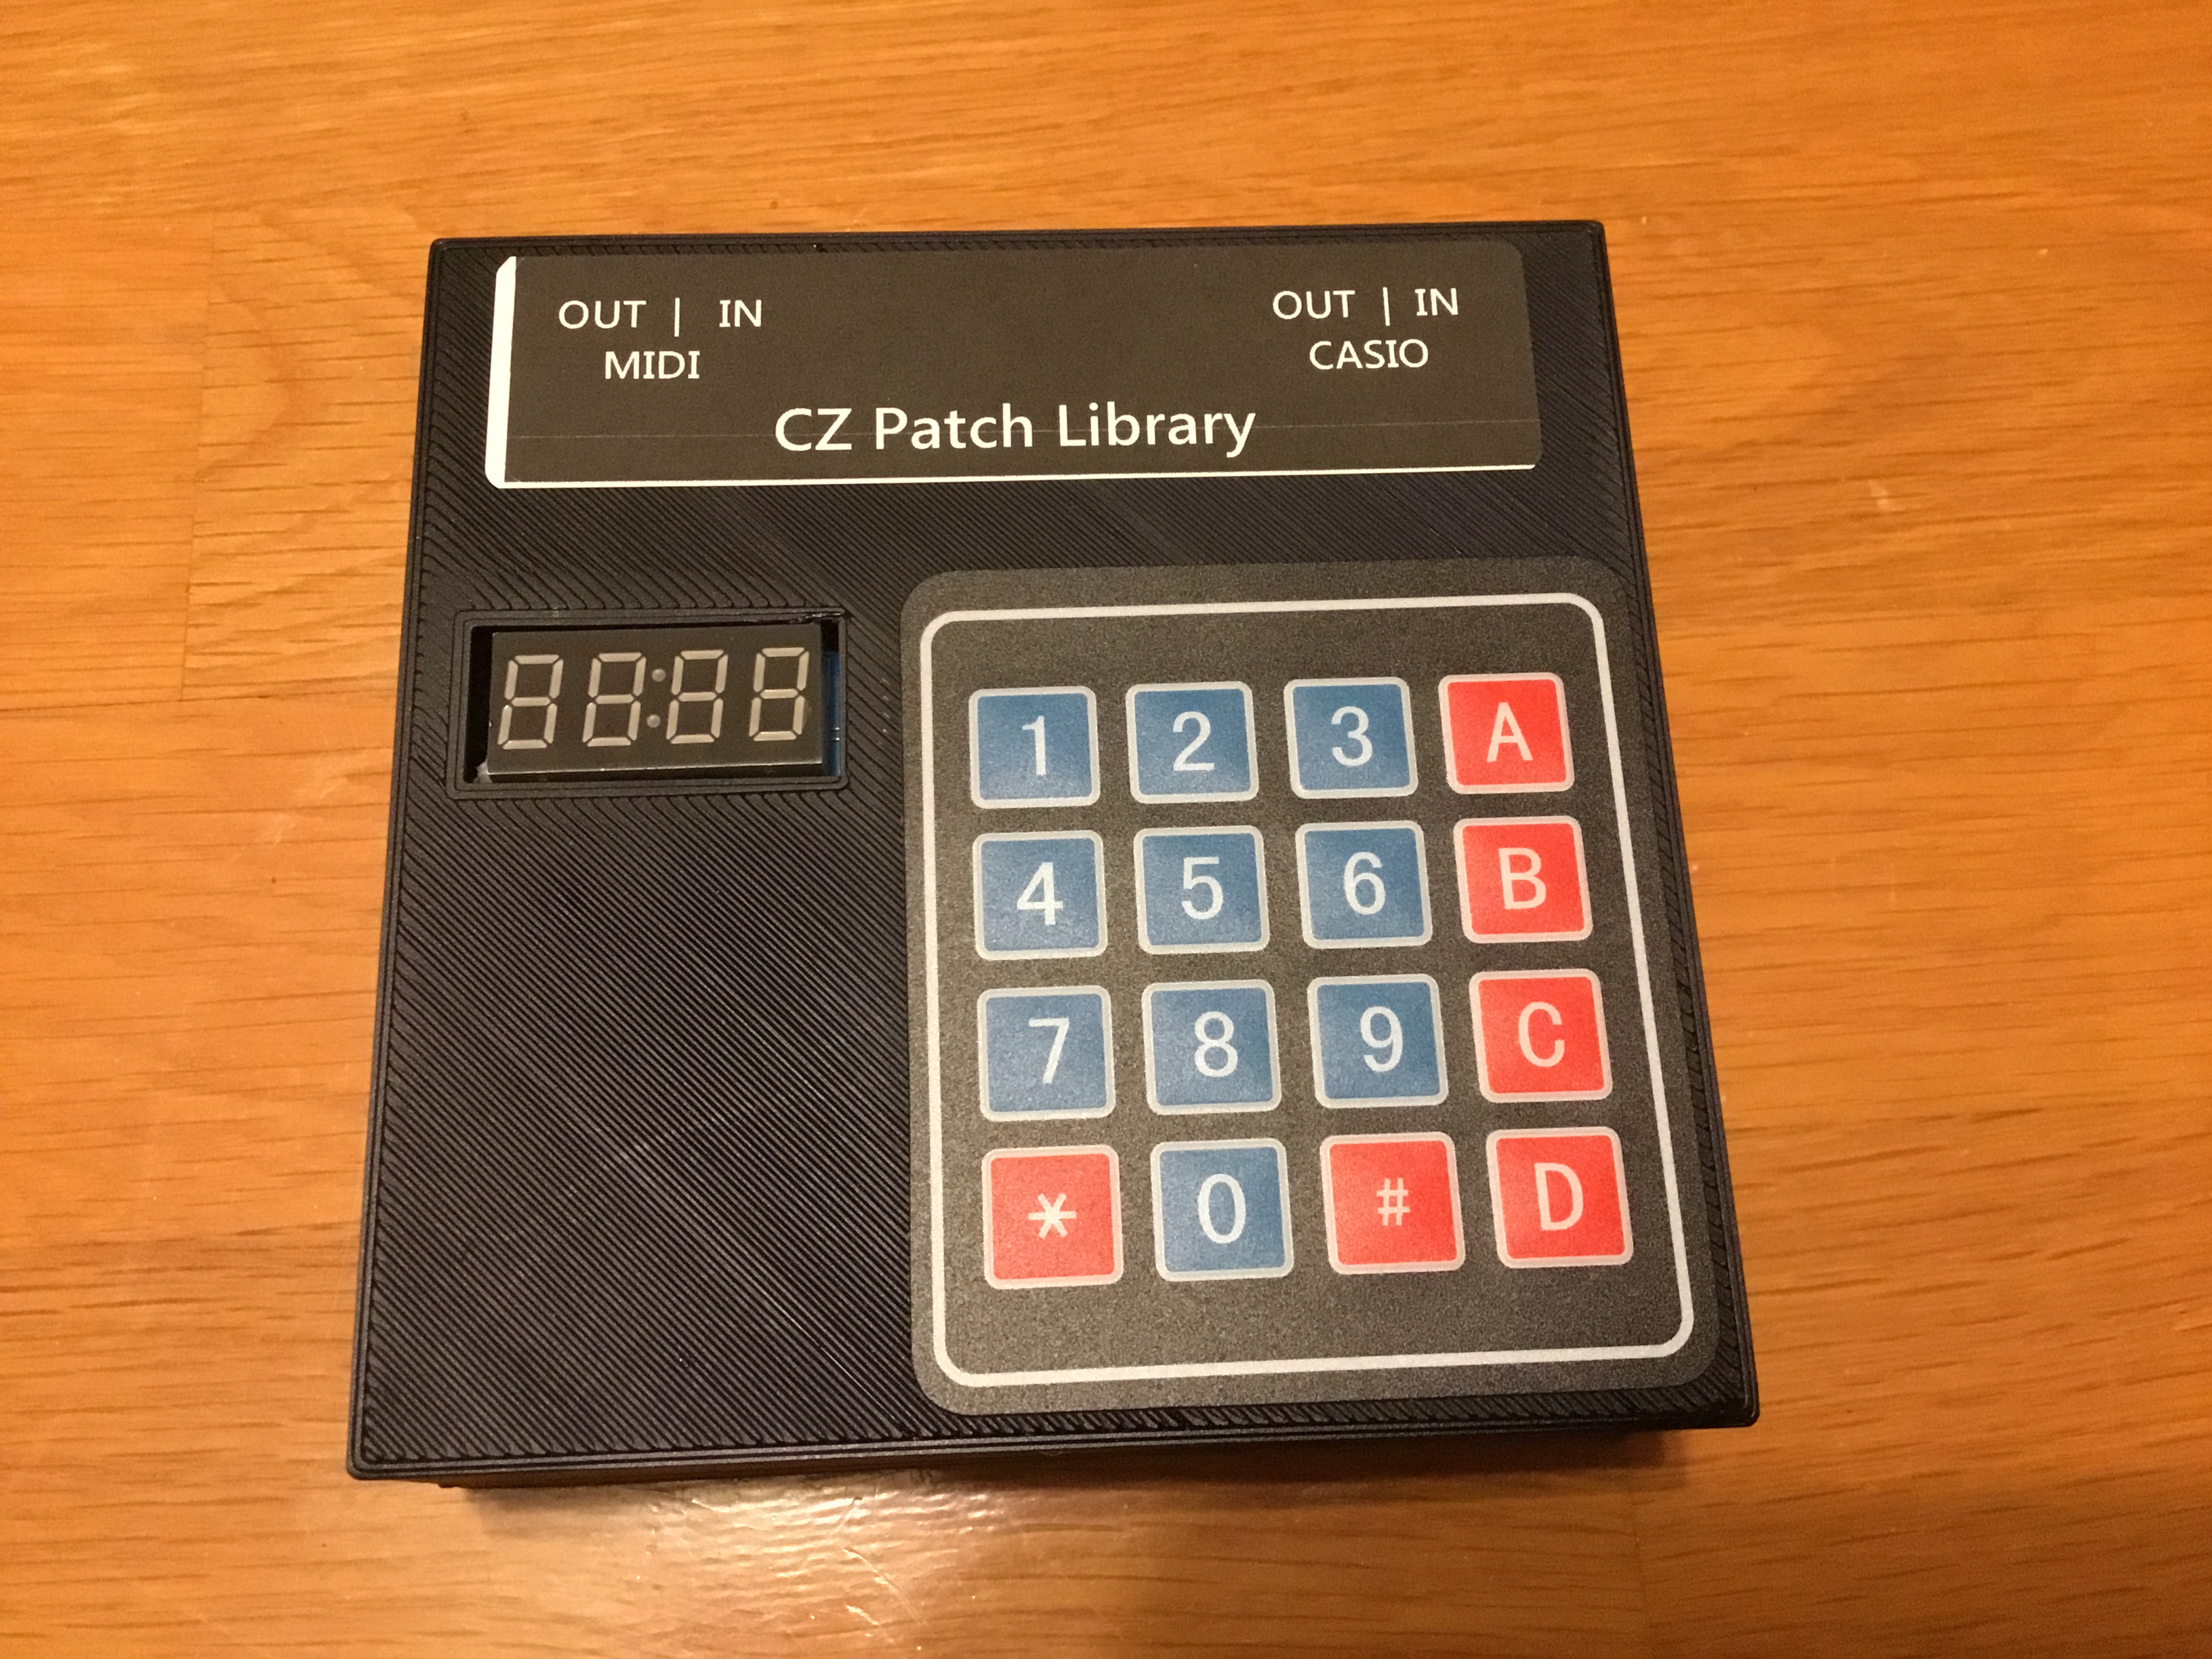 OUT | IN
MIDI
OUT | IN
CASIO
CZ Patch Library
1 2 3 A
4 5 6 B
7 8 9 C
* 0 # D